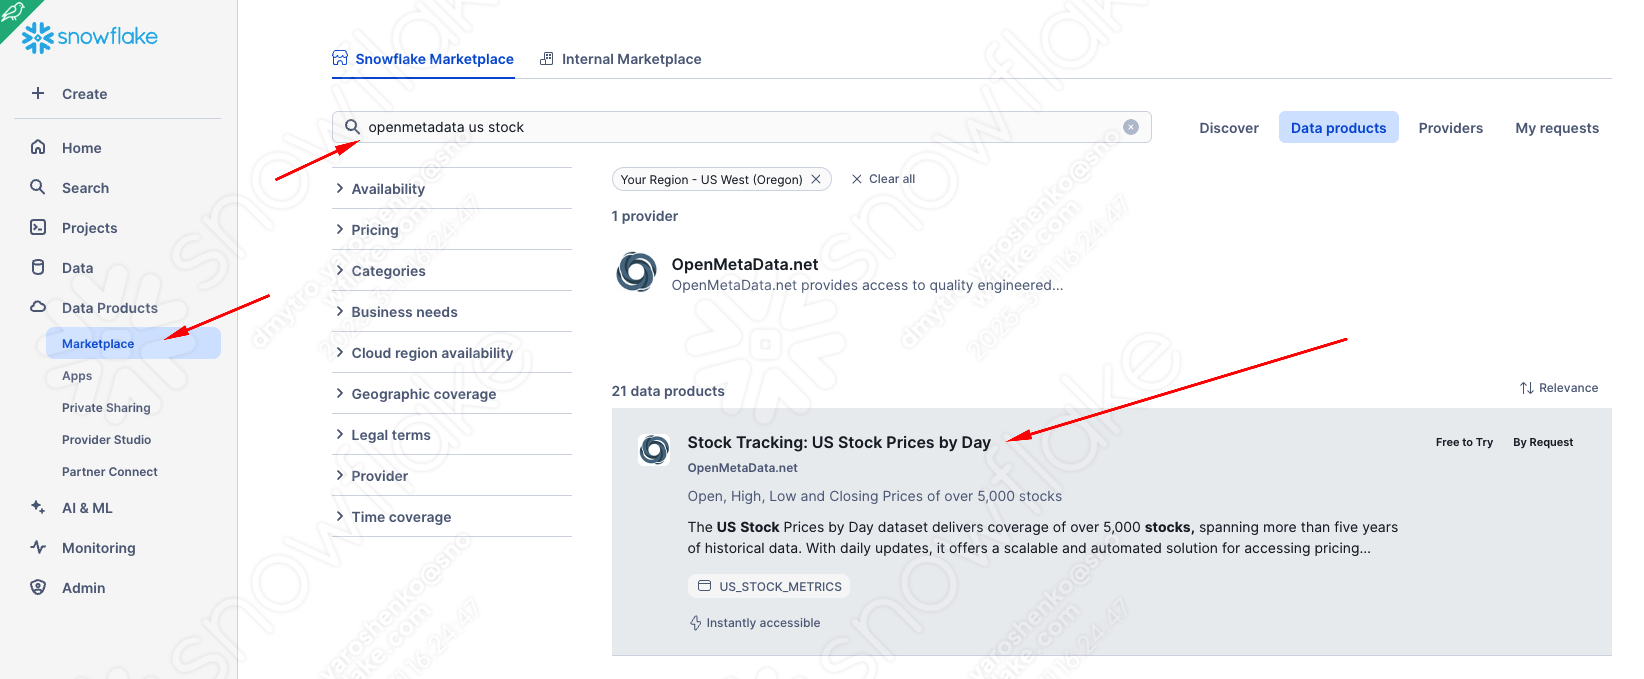 snowflake
Create
Home
Search
Projects
Data
Data Products
Marketplace
Apps
Private Sharing
Provider Studio
Partner Connect
AI & ML
Monitoring
Admin
Snowflake Marketplace
Internal Marketplace
openmetadata us stock
Discover
Data products
Providers
My requests
Availability
Pricing
Categories
Business needs
Cloud region availability
Geographic coverage
Legal terms
Provider
Time coverage
Your Region - US West (Oregon)
Clear all
1 provider
OpenMetaData.net
OpenMetaData.net provides access to quality engineered...
21 data products
Relevance
Stock Tracking: US Stock Prices by Day
Free to Try
By Request
OpenMetaData.net
Open, High, Low and Closing Prices of over 5,000 stocks
The US Stock Prices by Day dataset delivers coverage of over 5,000 stocks, spanning more than five years
of historical data. With daily updates, it offers a scalable and automated solution for accessing pricing...
US_STOCK_METRICS
Instantly accessible